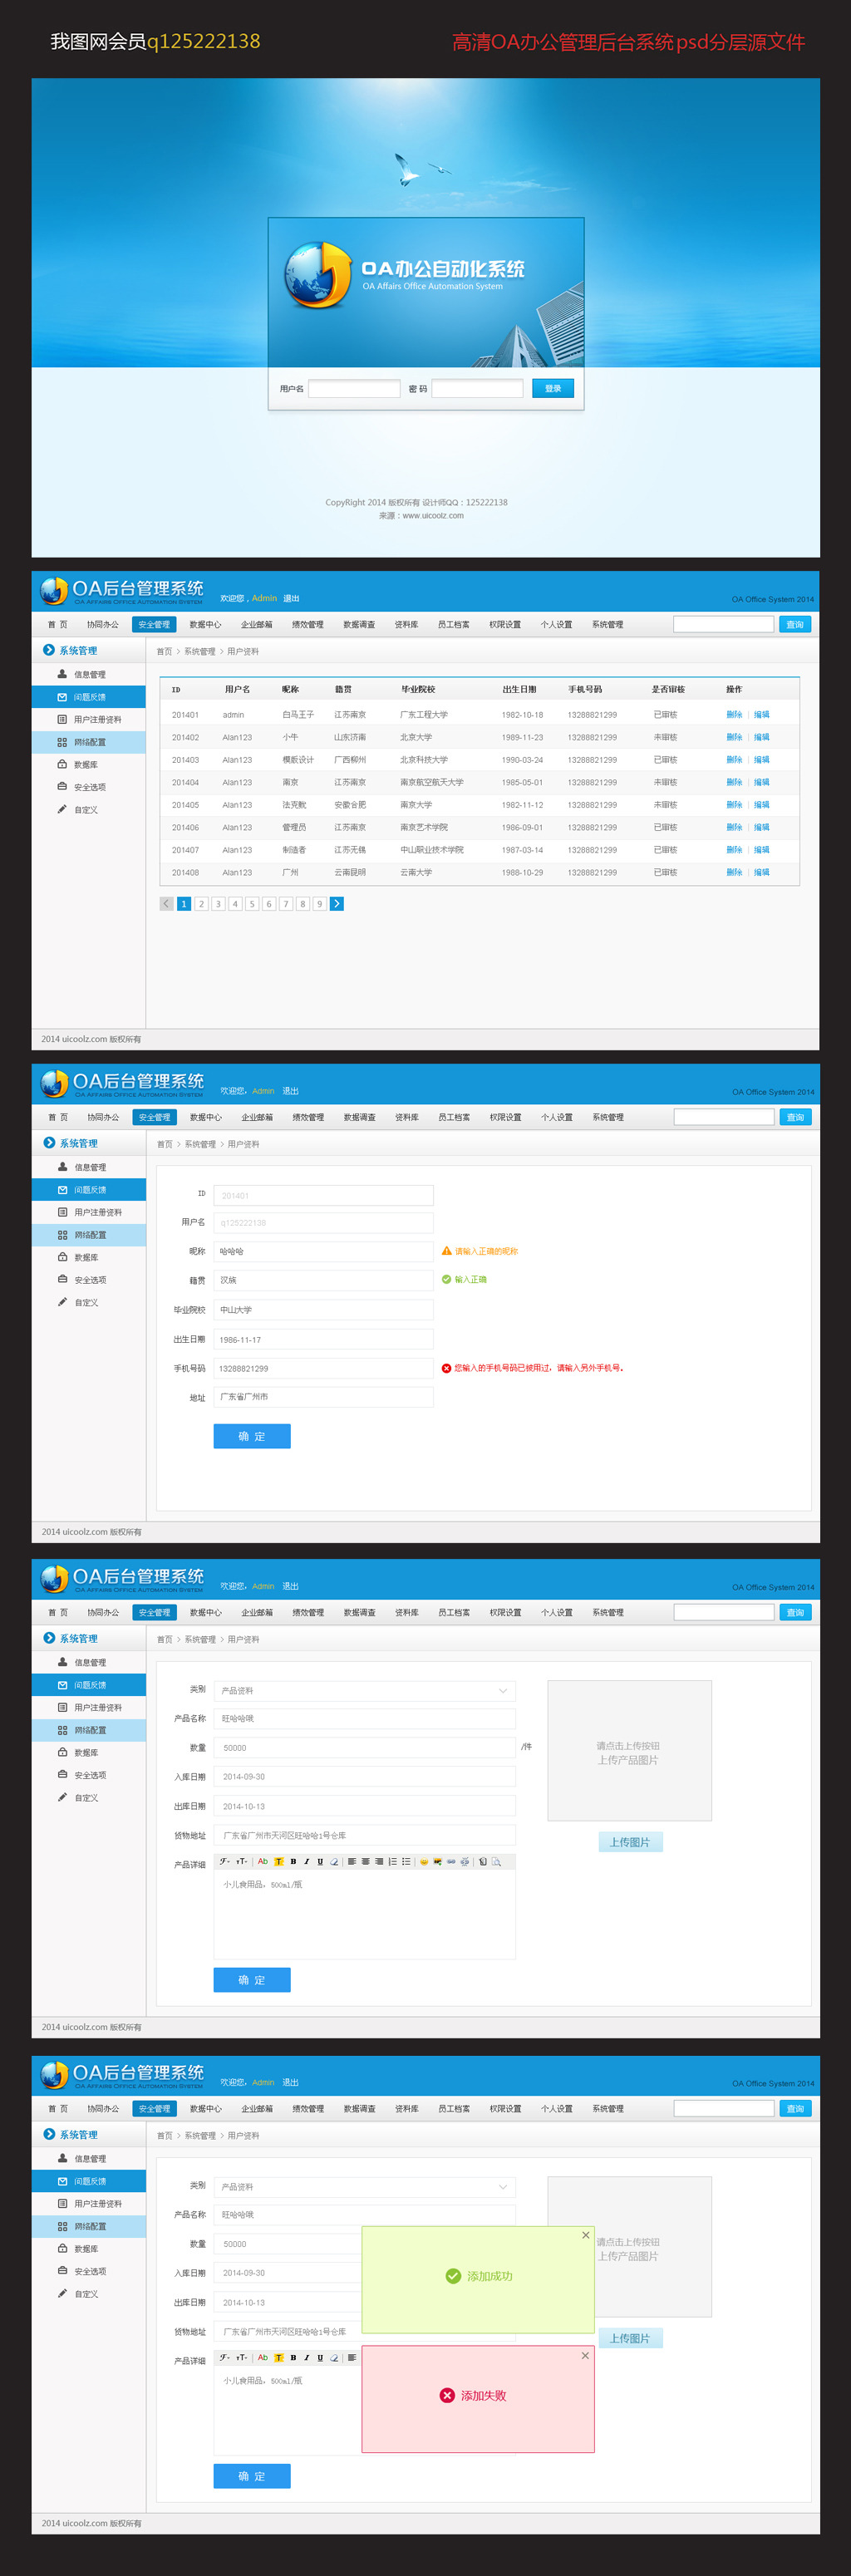 我图网会员q125222138
高清OA办公管理后台系统psd分层源文件
OA办公自动化系统
OA Affairs Office Automation System
用户名 密 码 登录
CopyRight 2014 版权所有 设计师QQ：125222138
来源：www.uicoolz.com
OA后台管理系统
OA AFFAIRS OFFICE AUTOMATION SYSTEM
欢迎您，Admin 退出
OA Office System 2014
首 页 协同办公 安全管理 数据中心 企业邮箱 绩效管理 数据调查 资料库 员工档案 权限设置 个人设置 系统管理 查询
系统管理
首页 > 系统管理 > 用户资料
信息管理
问题反馈
用户注册资料
网络配置
数据库
安全选项
自定义
ID 用户名 昵称 籍贯 毕业院校 出生日期 手机号码 是否审核 操作
201401 admin 白马王子 江苏南京 广东工程大学 1982-10-18 13288821299 已审核 删除 | 编辑
201402 Alan123 小牛 山东济南 北京大学 1989-11-23 13288821299 未审核 删除 | 编辑
201403 Alan123 模版设计 广西柳州 北京科技大学 1990-03-24 13288821299 已审核 删除 | 编辑
201404 Alan123 南京 江苏南京 南京航空航天大学 1985-05-01 13288821299 未审核 删除 | 编辑
201405 Alan123 法克鱿 安徽合肥 南京大学 1982-11-12 13288821299 未审核 删除 | 编辑
201406 Alan123 管理员 江苏南京 南京艺术学院 1986-09-01 13288821299 已审核 删除 | 编辑
201407 Alan123 制造者 江苏无锡 中山职业技术学院 1987-03-14 13288821299 已审核 删除 | 编辑
201408 Alan123 广州 云南昆明 云南大学 1988-10-29 13288821299 已审核 删除 | 编辑
< 1 2 3 4 5 6 7 8 9 >
2014 uicoolz.com 版权所有
OA后台管理系统
OA AFFAIRS OFFICE AUTOMATION SYSTEM
欢迎您，Admin 退出
OA Office System 2014
首 页 协同办公 安全管理 数据中心 企业邮箱 绩效管理 数据调查 资料库 员工档案 权限设置 个人设置 系统管理 查询
系统管理
首页 > 系统管理 > 用户资料
信息管理
问题反馈
用户注册资料
网络配置
数据库
安全选项
自定义
ID 201401
用户名 q125222138
昵称 哈哈哈 请输入正确的昵称
籍贯 汉族 输入正确
毕业院校 中山大学
出生日期 1986-11-17
手机号码 13288821299 您输入的手机号码已被用过，请输入另外手机号。
地址 广东省广州市
确 定
2014 uicoolz.com 版权所有
OA后台管理系统
OA AFFAIRS OFFICE AUTOMATION SYSTEM
欢迎您，Admin 退出
OA Office System 2014
首 页 协同办公 安全管理 数据中心 企业邮箱 绩效管理 数据调查 资料库 员工档案 权限设置 个人设置 系统管理 查询
系统管理
首页 > 系统管理 > 用户资料
信息管理
问题反馈
用户注册资料
网络配置
数据库
安全选项
自定义
类别 产品资料
产品名称 旺哈哈哦
数量 50000 /件
入库日期 2014-09-30
出库日期 2014-10-13
货物地址 广东省广州市天河区旺哈哈1号仓库
产品详细
小儿食用品，500ml/瓶
请点击上传按钮
上传产品图片
上传图片
确 定
2014 uicoolz.com 版权所有
OA后台管理系统
OA AFFAIRS OFFICE AUTOMATION SYSTEM
欢迎您，Admin 退出
OA Office System 2014
首 页 协同办公 安全管理 数据中心 企业邮箱 绩效管理 数据调查 资料库 员工档案 权限设置 个人设置 系统管理 查询
系统管理
首页 > 系统管理 > 用户资料
信息管理
问题反馈
用户注册资料
网络配置
数据库
安全选项
自定义
类别 产品资料
产品名称 旺哈哈哦
数量 50000
入库日期 2014-09-30
出库日期 2014-10-13
货物地址 广东省广州市天河区旺哈哈1号仓库
产品详细
小儿食用品，500ml/瓶
请点击上传按钮
上传产品图片
上传图片
添加成功
添加失败
确 定
2014 uicoolz.com 版权所有